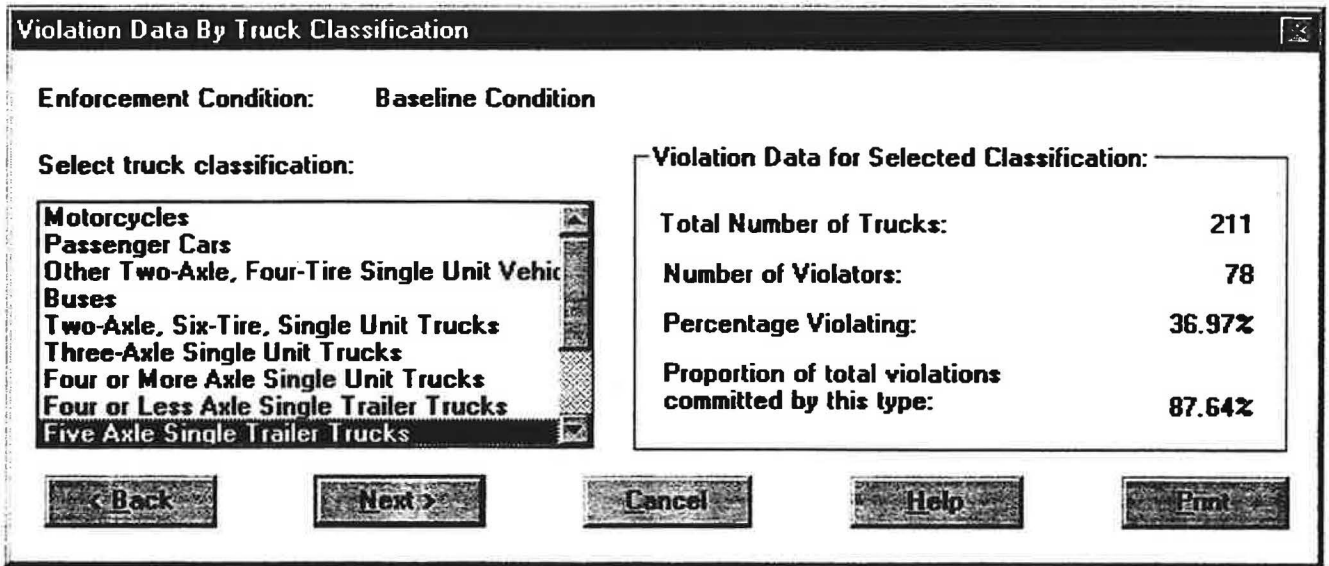 Violation Data By Truck Classification
Enforcement Condition: Baseline Condition
Select truck classification:
Motorcycles
Passenger Cars
Other Two-Axle, Four-Tire Single Unit Vehic
Buses
Two-Axle, Six-Tire, Single Unit Trucks
Three-Axle Single Unit Trucks
Four or More Axle Single Unit Trucks
Four or Less Axle Single Trailer Trucks
Five Axle Single Trailer Trucks
Violation Data for Selected Classification:
Total Number of Trucks: 211
Number of Violators: 78
Percentage Violating: 36.97%
Proportion of total violations
committed by this type: 87.64%
< Back Next > Cancel Help Print